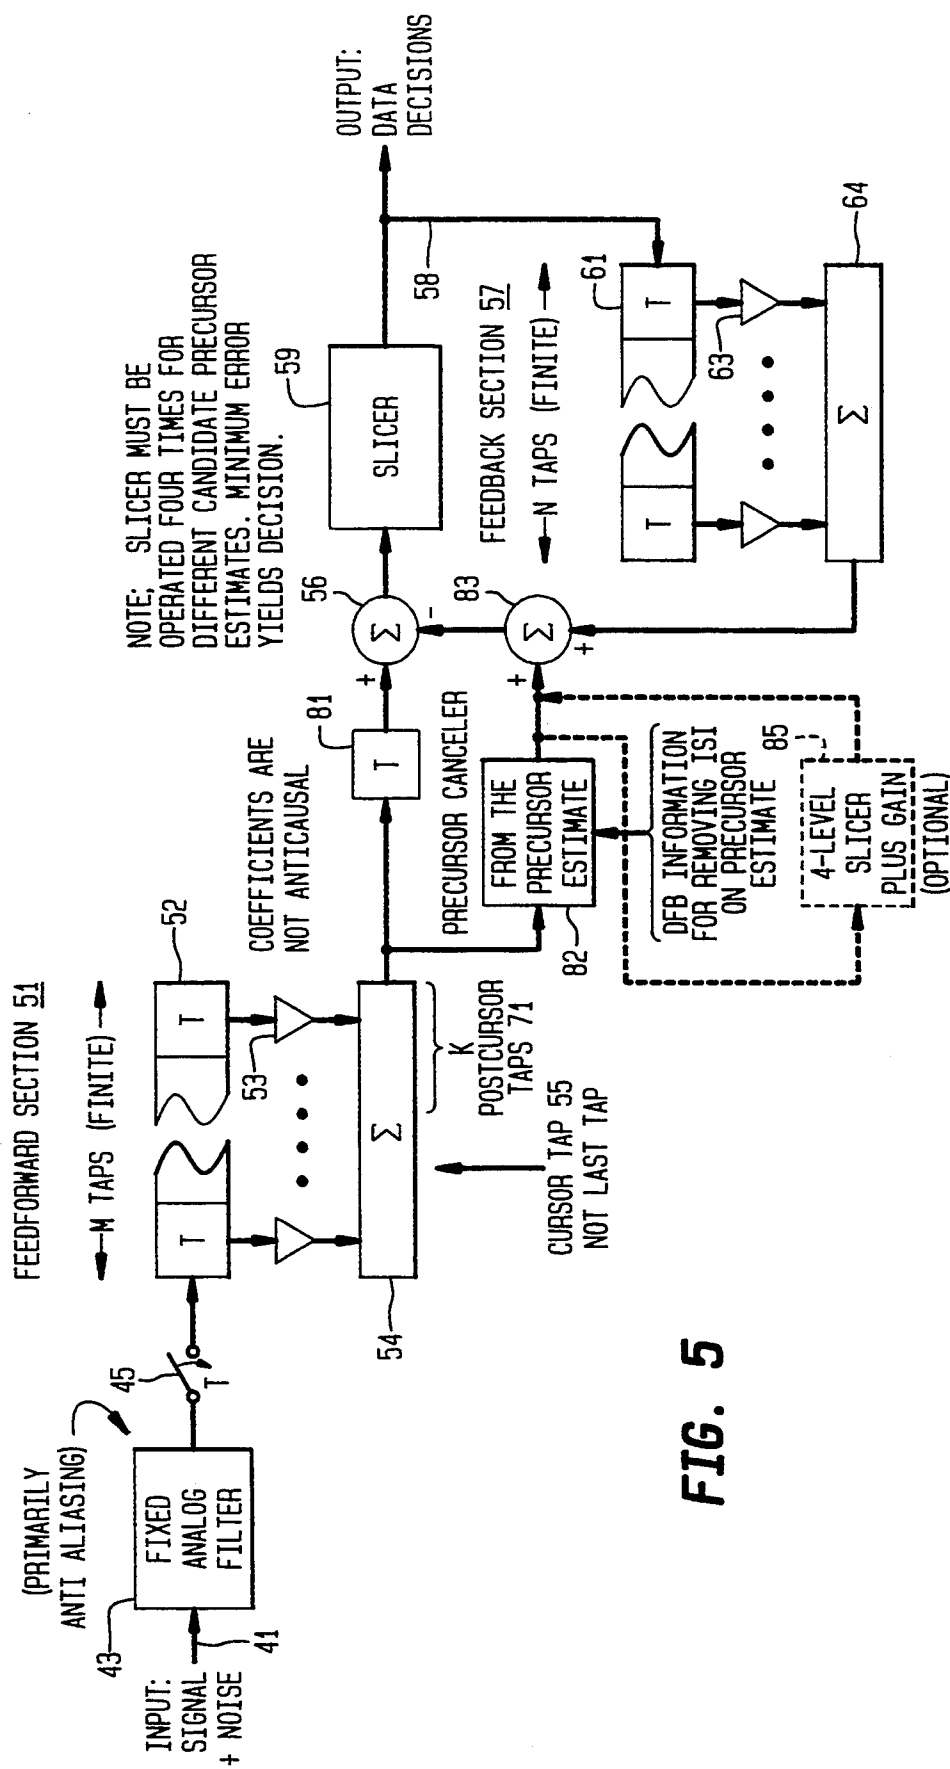 NOTE; SLICER MUST BE
OPERATED FOUR TIMES FOR
DIFFERENT CANDIDATE PRECURSOR
ESTIMATES. MINIMUM ERROR
YIELDS DECISION.
FEEDFORWARD SECTION 51
M TAPS (FINITE)
(PRIMARILY
ANTI ALIASING)
43
FIXED
ANALOG
FILTER
INPUT:
SIGNAL
+ NOISE
41
45
T
T
T
52
53
Σ
54
K
POSTCURSOR
TAPS 71
CURSOR TAP 55
NOT LAST TAP
COEFFICIENTS ARE
NOT ANTICAUSAL
T
81
+
Σ
56
-
SLICER
59
OUTPUT:
DATA
DECISIONS
58
PRECURSOR CANCELER
FROM THE
PRECURSOR
ESTIMATE
82
+
Σ
83
+
DFB INFORMATION
FOR REMOVING ISI
ON PRECURSOR
ESTIMATE
85
4-LEVEL
SLICER
PLUS GAIN
(OPTIONAL)
FEEDBACK SECTION 57
N TAPS (FINITE)
T
T
61
63
Σ
64
FIG. 5